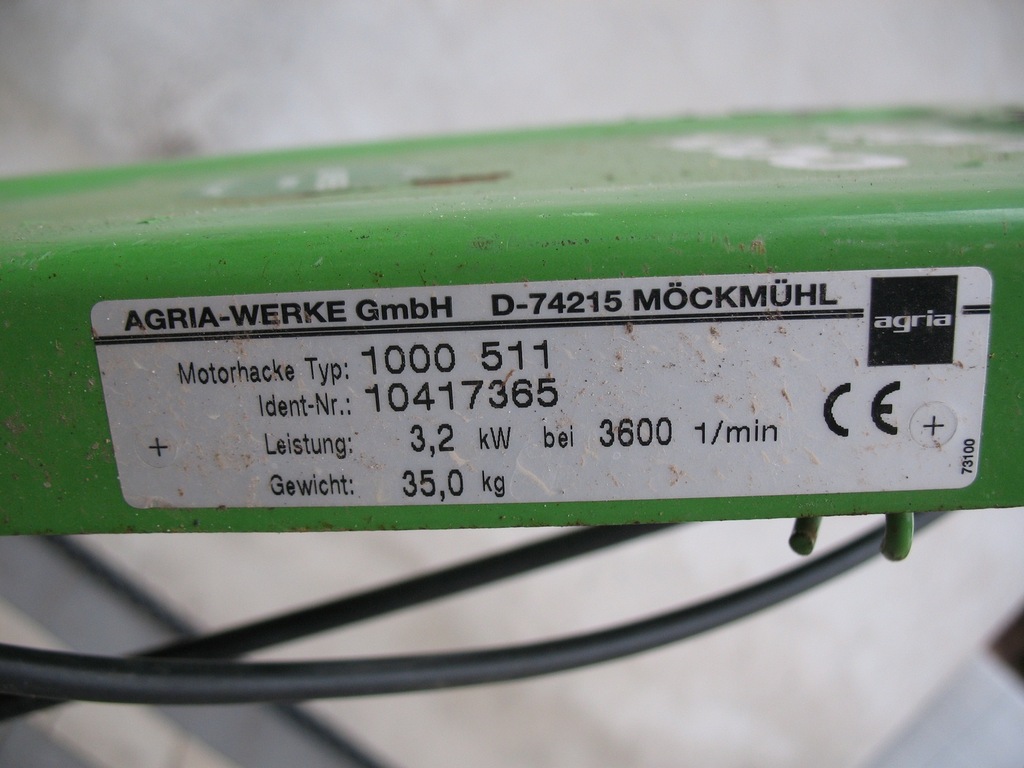 AGRIA-WERKE GmbH D-74215 MÖCKMÜHL
agria
Motorhacke Typ: 1000 511
Ident-Nr.: 10417365
Leistung: 3,2 kW bei 3600 1/min
Gewicht: 35,0 kg
CE
73100